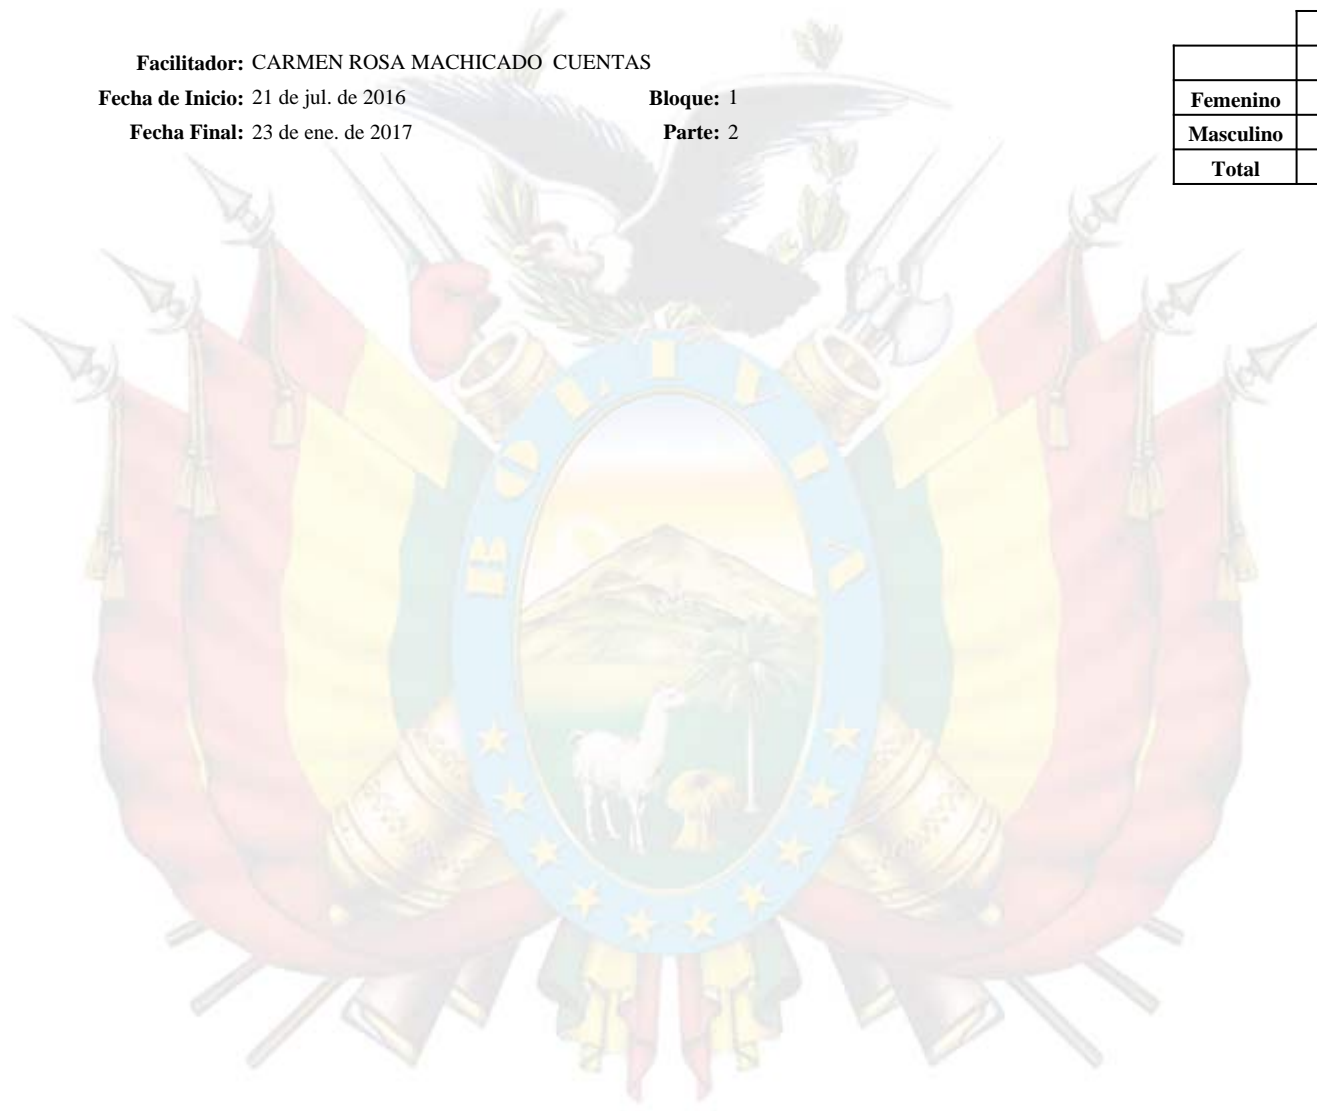 Facilitador: CARMEN ROSA MACHICADO CUENTAS
Fecha de Inicio: 21 de jul. de 2016 Bloque: 1
Fecha Final: 23 de ene. de 2017 Parte: 2
Femenino
Masculino
Total
BOLIVIA